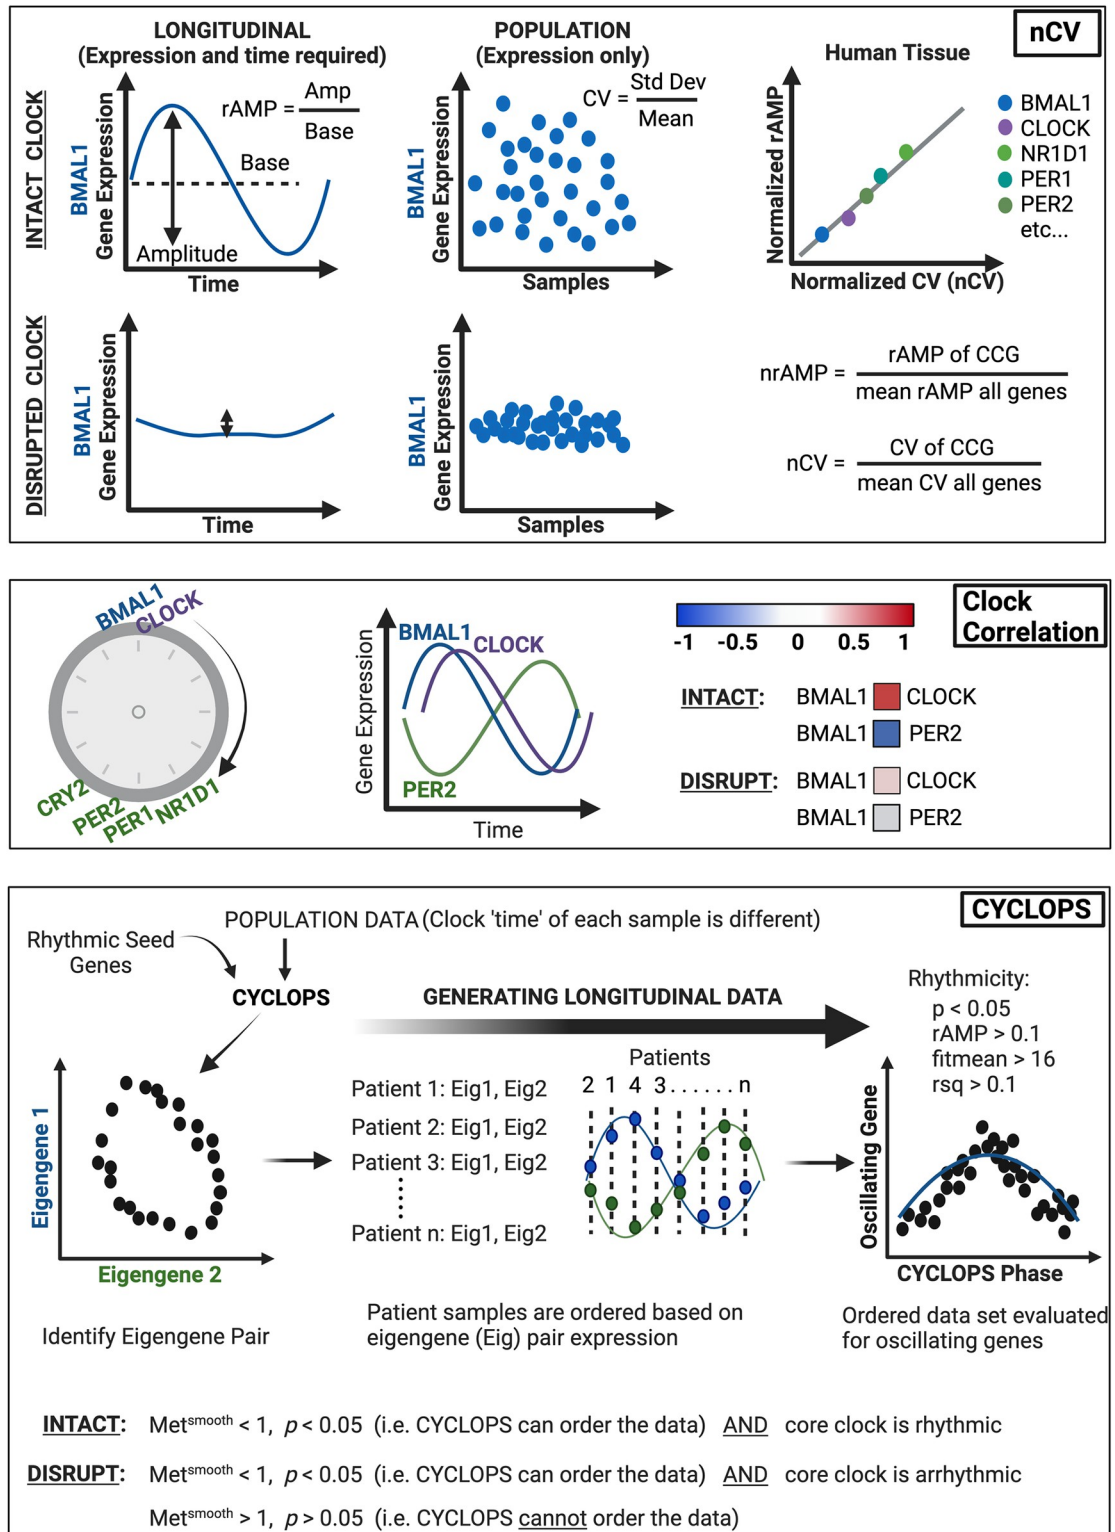 nCV
LONGITUDINAL
(Expression and time required)
POPULATION
(Expression only)
Human Tissue
INTACT CLOCK
BMAL1
Gene Expression
rAMP = Amp
Base
Base
Amplitude
Time
BMAL1
Gene Expression
CV = Std Dev
Mean
Samples
Normalized rAMP
Normalized CV (nCV)
BMAL1
CLOCK
NR1D1
PER1
PER2
etc...
DISRUPTED CLOCK
BMAL1
Gene Expression
Time
BMAL1
Gene Expression
Samples
nrAMP = rAMP of CCG
mean rAMP all genes
nCV = CV of CCG
mean CV all genes
Clock
Correlation
BMAL1
CLOCK
CRY2
PER2
PER1
NR1D1
Gene Expression
BMAL1
CLOCK
PER2
Time
-1 -0.5 0 0.5 1
INTACT: BMAL1 CLOCK
BMAL1 PER2
DISRUPT: BMAL1 CLOCK
BMAL1 PER2
CYCLOPS
POPULATION DATA (Clock 'time' of each sample is different)
Rhythmic Seed
Genes
CYCLOPS
GENERATING LONGITUDINAL DATA
Rhythmicity:
p < 0.05
rAMP > 0.1
fitmean > 16
rsq > 0.1
Eigengene 1
Eigengene 2
Identify Eigengene Pair
Patient 1: Eig1, Eig2
Patient 2: Eig1, Eig2
Patient 3: Eig1, Eig2
Patient n: Eig1, Eig2
Patients
2 1 4 3 . . . . . . n
Patient samples are ordered based on
eigengene (Eig) pair expression
Oscillating Gene
CYCLOPS Phase
Ordered data set evaluated
for oscillating genes
INTACT: Metsmooth < 1, p < 0.05 (i.e. CYCLOPS can order the data) AND core clock is rhythmic
DISRUPT: Metsmooth < 1, p < 0.05 (i.e. CYCLOPS can order the data) AND core clock is arrhythmic
Metsmooth > 1, p > 0.05 (i.e. CYCLOPS cannot order the data)